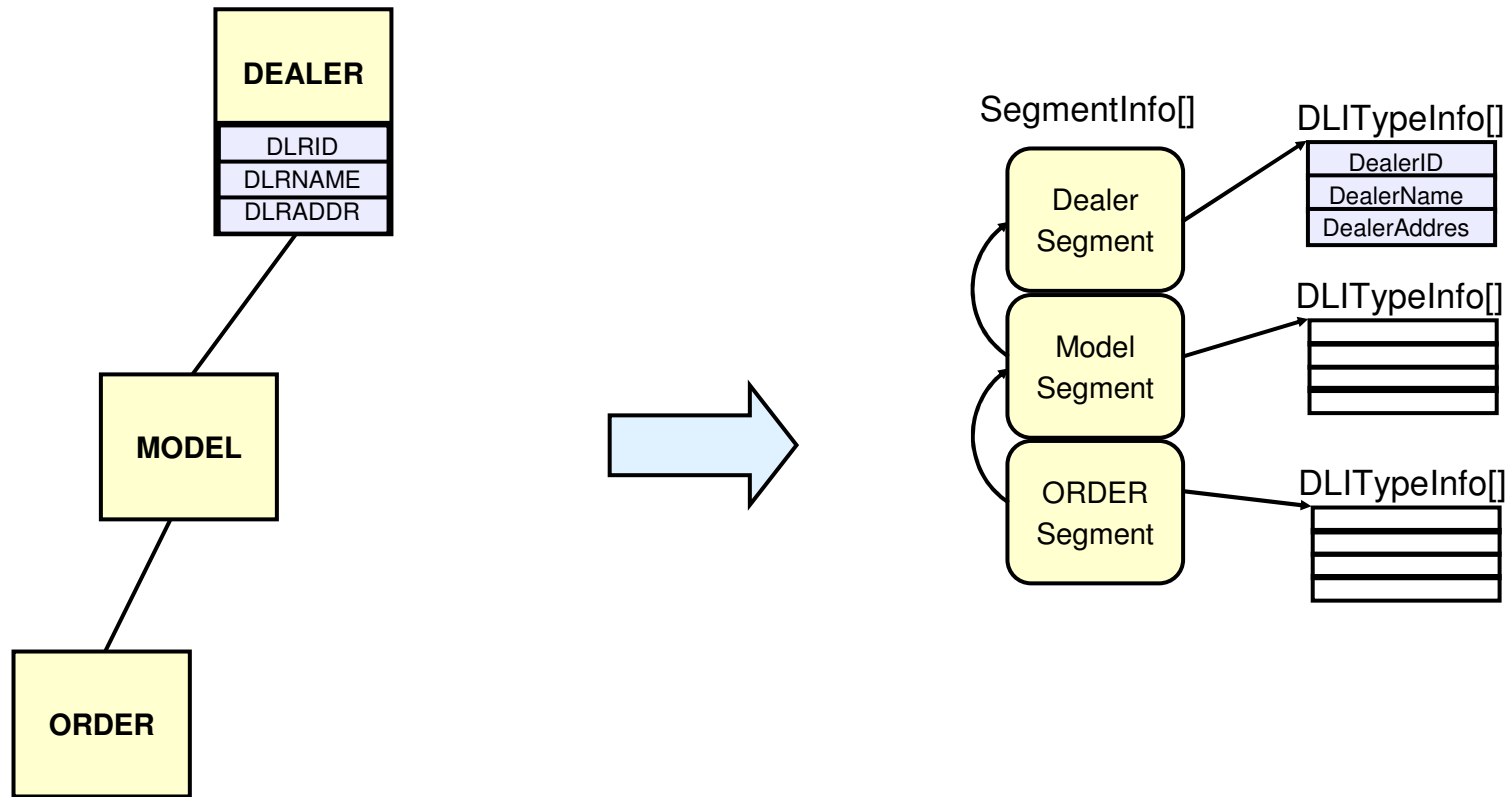 DEALER
DLRID
DLRNAME
DLRADDR
MODEL
ORDER
SegmentInfo[]
Dealer
Segment
Model
Segment
ORDER
Segment
DLITypeInfo[]
DealerID
DealerName
DealerAddres
DLITypeInfo[]
DLITypeInfo[]